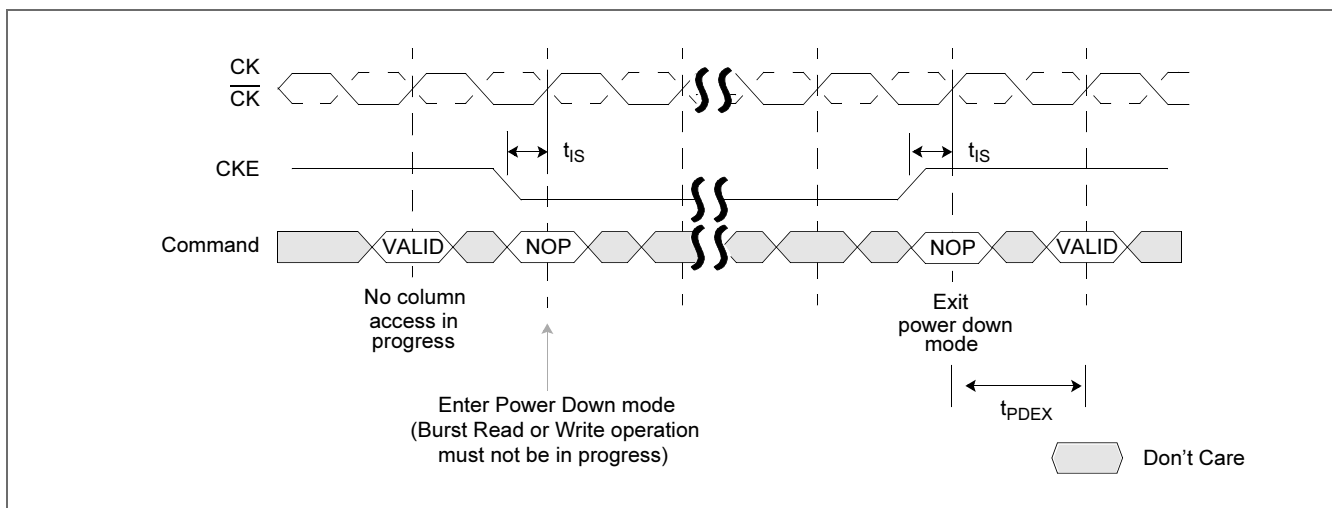 CK
CK
CKE
tIS
tIS
Command
VALID
NOP
NOP
VALID
No column
access in
progress
Exit
power down
mode
Enter Power Down mode
(Burst Read or Write operation
must not be in progress)
tPDEX
Don't Care